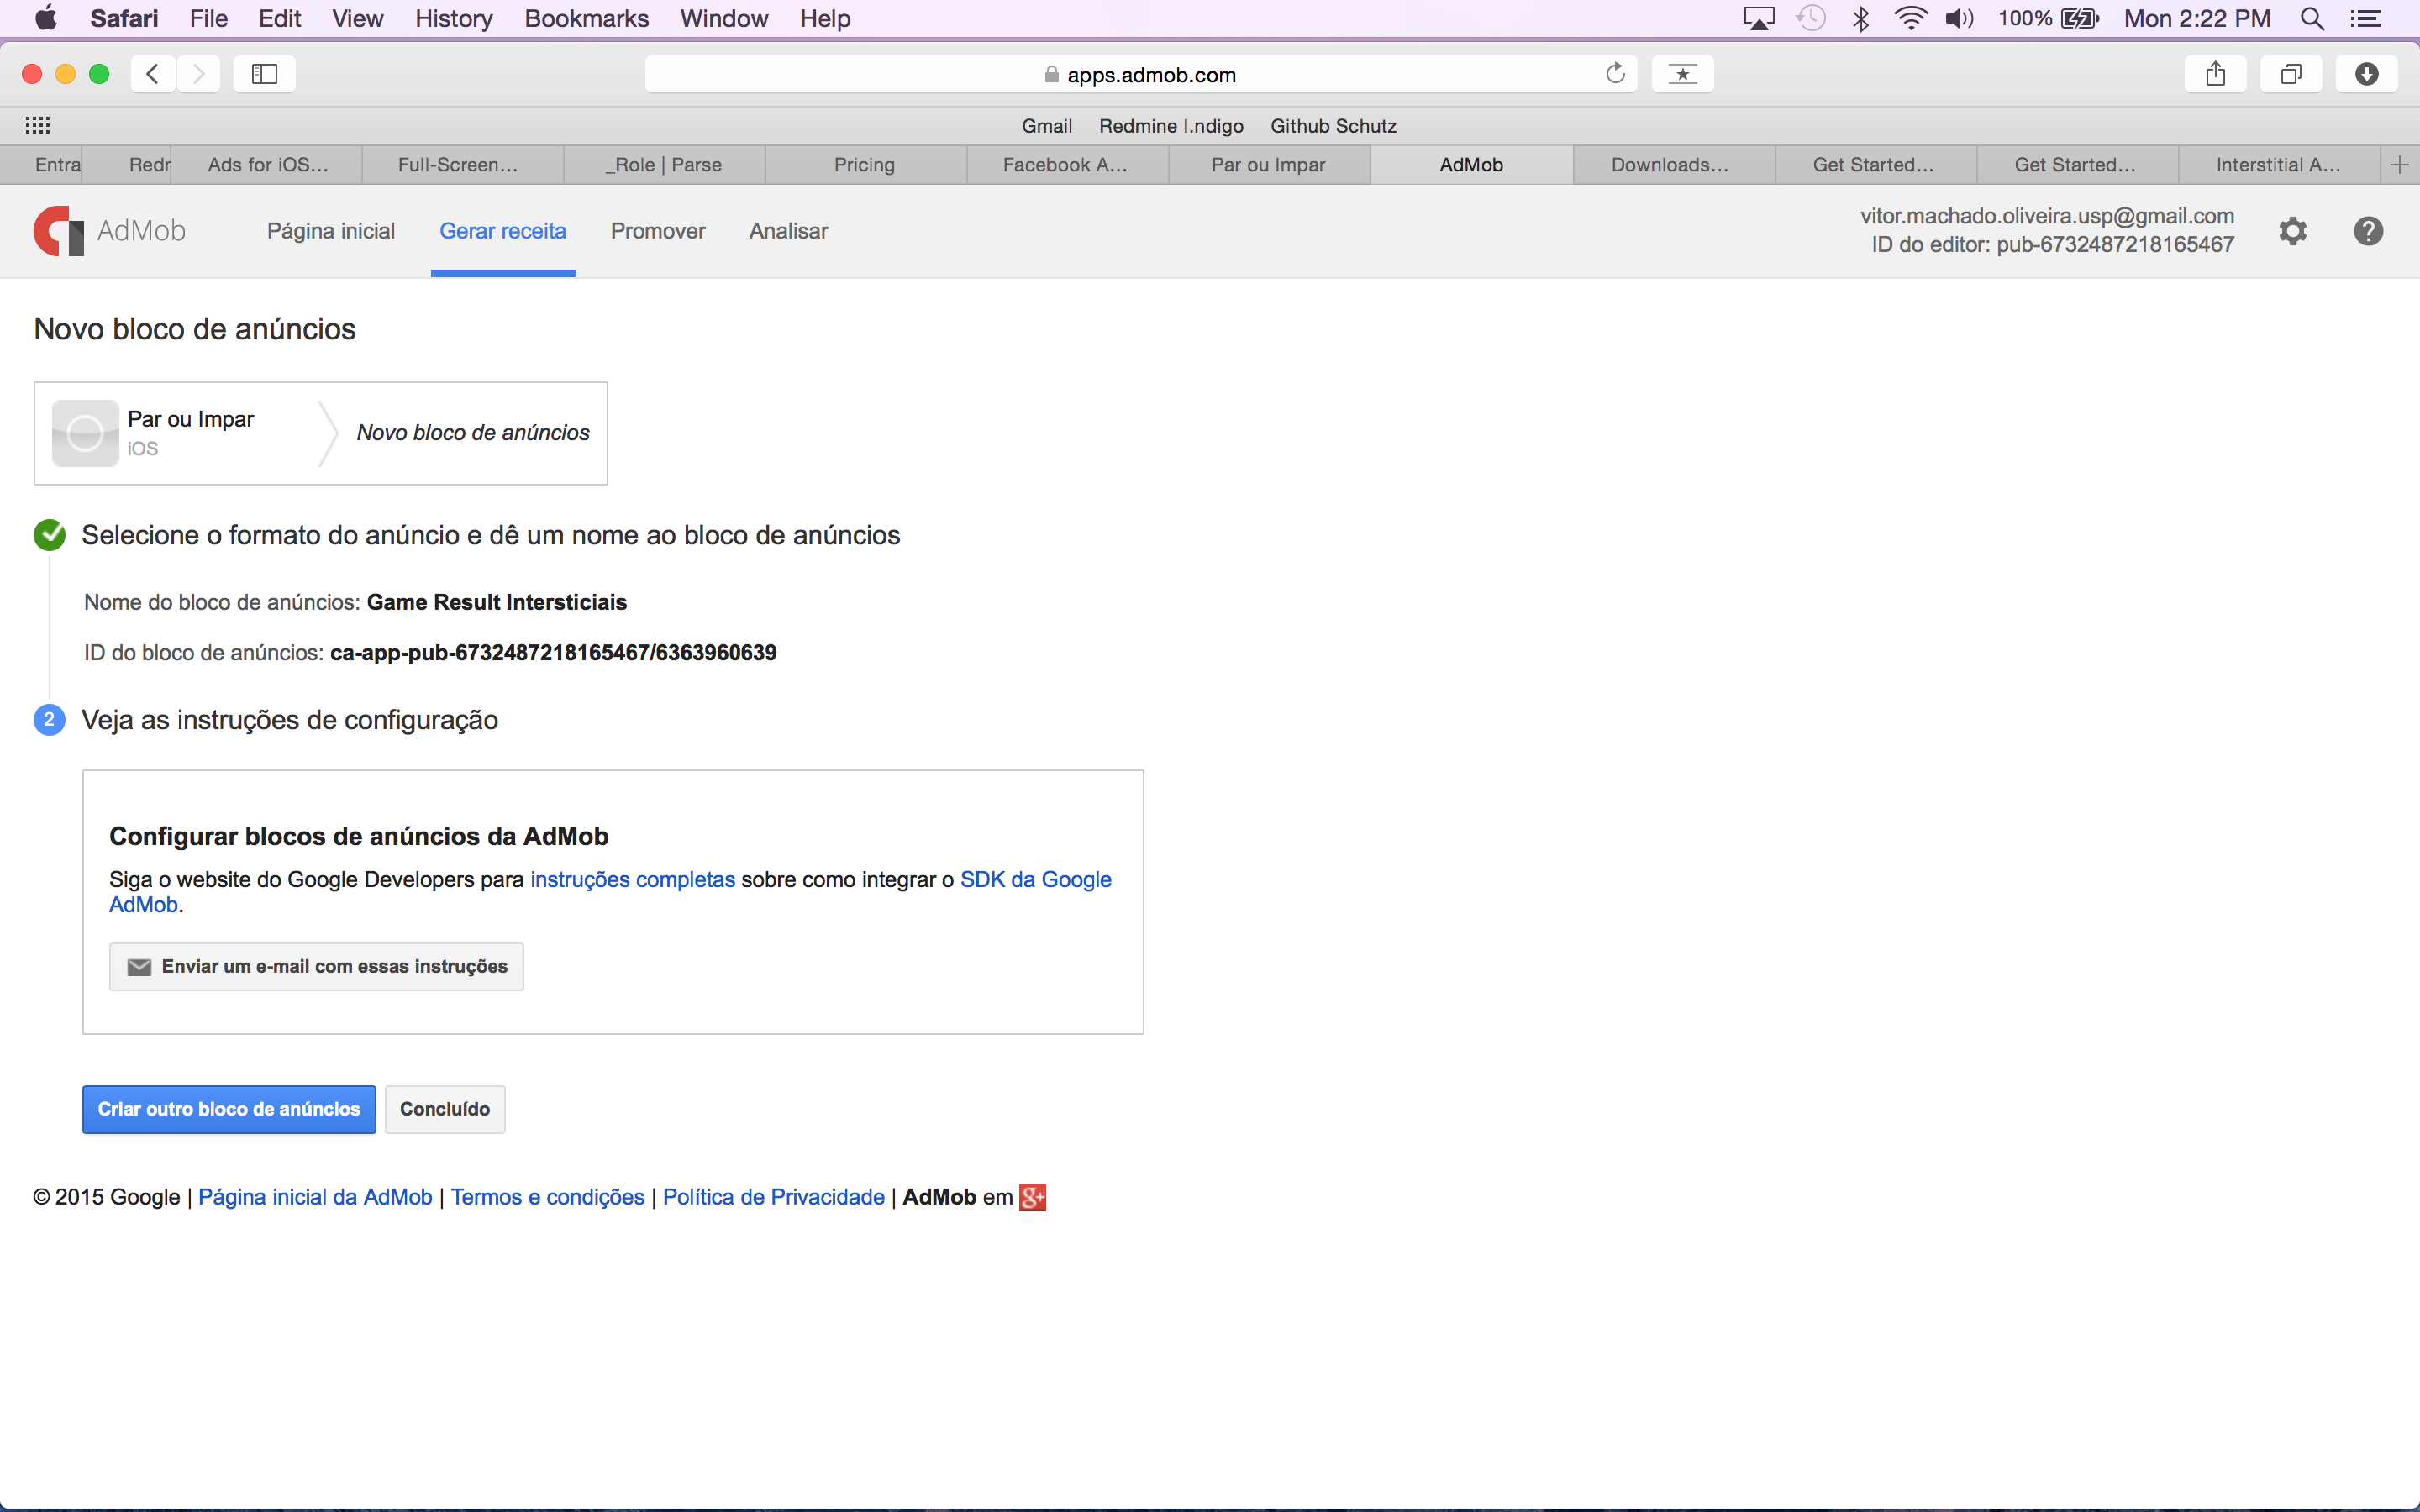 Safari File Edit View History Bookmarks Window Help 100% Mon 2:22 PM
apps.admob.com
Gmail Redmine I.ndigo Github Schutz
Entra Redr Ads for iOS... Full-Screen... _Role | Parse Pricing Facebook A... Par ou Impar AdMob Downloads... Get Started... Get Started... Interstitial A...
AdMob Página inicial Gerar receita Promover Analisar
vitor.machado.oliveira.usp@gmail.com
ID do editor: pub-6732487218165467
Novo bloco de anúncios
Par ou Impar
iOS
Novo bloco de anúncios
Selecione o formato do anúncio e dê um nome ao bloco de anúncios
Nome do bloco de anúncios: Game Result Intersticiais
ID do bloco de anúncios: ca-app-pub-6732487218165467/6363960639
2 Veja as instruções de configuração
Configurar blocos de anúncios da AdMob
Siga o website do Google Developers para instruções completas sobre como integrar o SDK da Google
AdMob.
Enviar um e-mail com essas instruções
Criar outro bloco de anúncios Concluído
© 2015 Google | Página inicial da AdMob | Termos e condições | Política de Privacidade | AdMob em g+